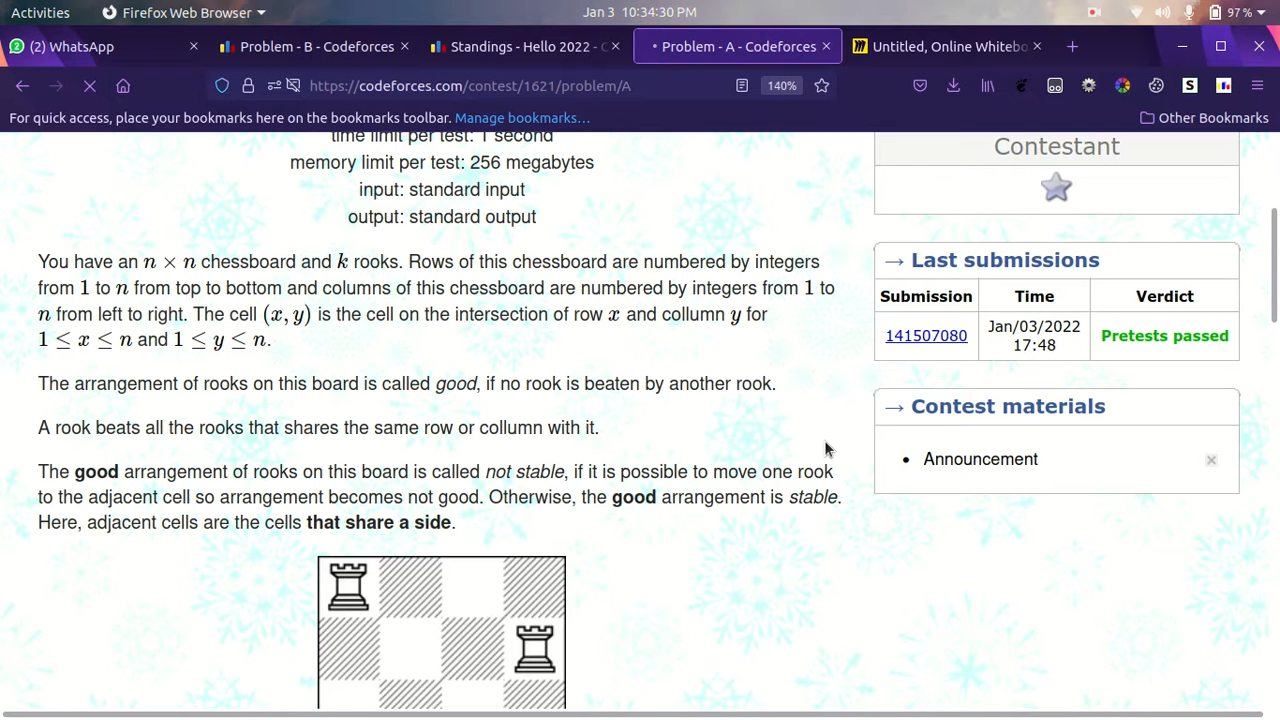 Activities Firefox Web Browser Jan 3 10:34:30 PM 97 %
(2) WhatsApp × Problem - B - Codeforces × Standings - Hello 2022 - C × Problem - A - Codeforces × Untitled, Online Whitebo ×
https://codeforces.com/contest/1621/problem/A 140% S
For quick access, place your bookmarks here on the bookmarks toolbar. Manage bookmarks… Other Bookmarks
time limit per test: 1 second
memory limit per test: 256 megabytes
input: standard input
output: standard output
You have an n × n chessboard and k rooks. Rows of this chessboard are numbered by integers
from 1 to n from top to bottom and columns of this chessboard are numbered by integers from 1 to
n from left to right. The cell (x, y) is the cell on the intersection of row x and collumn y for
1 ≤ x ≤ n and 1 ≤ y ≤ n.
The arrangement of rooks on this board is called good, if no rook is beaten by another rook.
A rook beats all the rooks that shares the same row or collumn with it.
The good arrangement of rooks on this board is called not stable, if it is possible to move one rook
to the adjacent cell so arrangement becomes not good. Otherwise, the good arrangement is stable.
Here, adjacent cells are the cells that share a side.
Contestant
→ Last submissions
Submission Time Verdict
141507080 Jan/03/2022 17:48 Pretests passed
→ Contest materials
Announcement